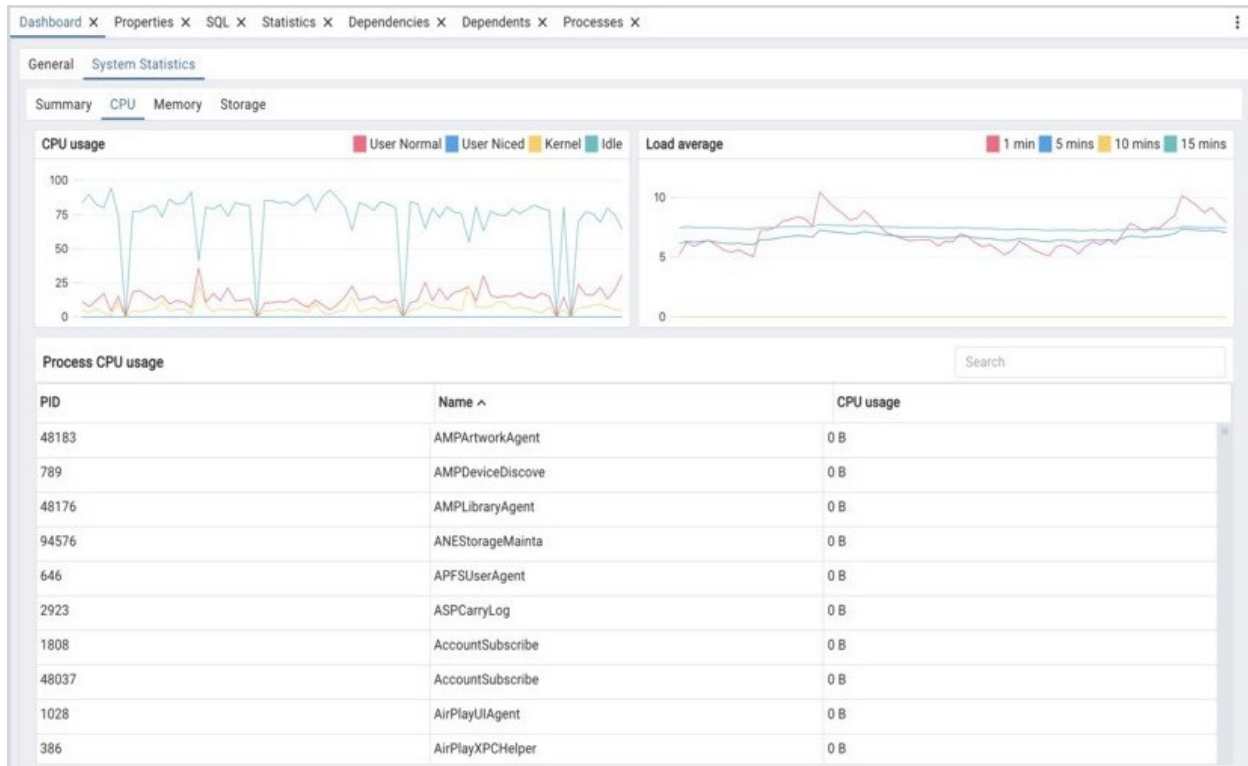 Dashboard X Properties X SQL X Statistics X Dependencies X Dependents X Processes X
General System Statistics
Summary CPU Memory Storage
CPU usage User Normal User Niced Kernel Idle
100
75
50
25
0
Load average 1 min 5 mins 10 mins 15 mins
10
5
0
Process CPU usage Search
PID Name CPU usage
48183 AMPArtworkAgent 0 B
789 AMPDeviceDiscove 0 B
48176 AMPLibraryAgent 0 B
94576 ANEStorageMainta 0 B
646 APFSUserAgent 0 B
2923 ASPCarryLog 0 B
1808 AccountSubscribe 0 B
48037 AccountSubscribe 0 B
1028 AirPlayUIAgent 0 B
386 AirPlayXPCHelper 0 B